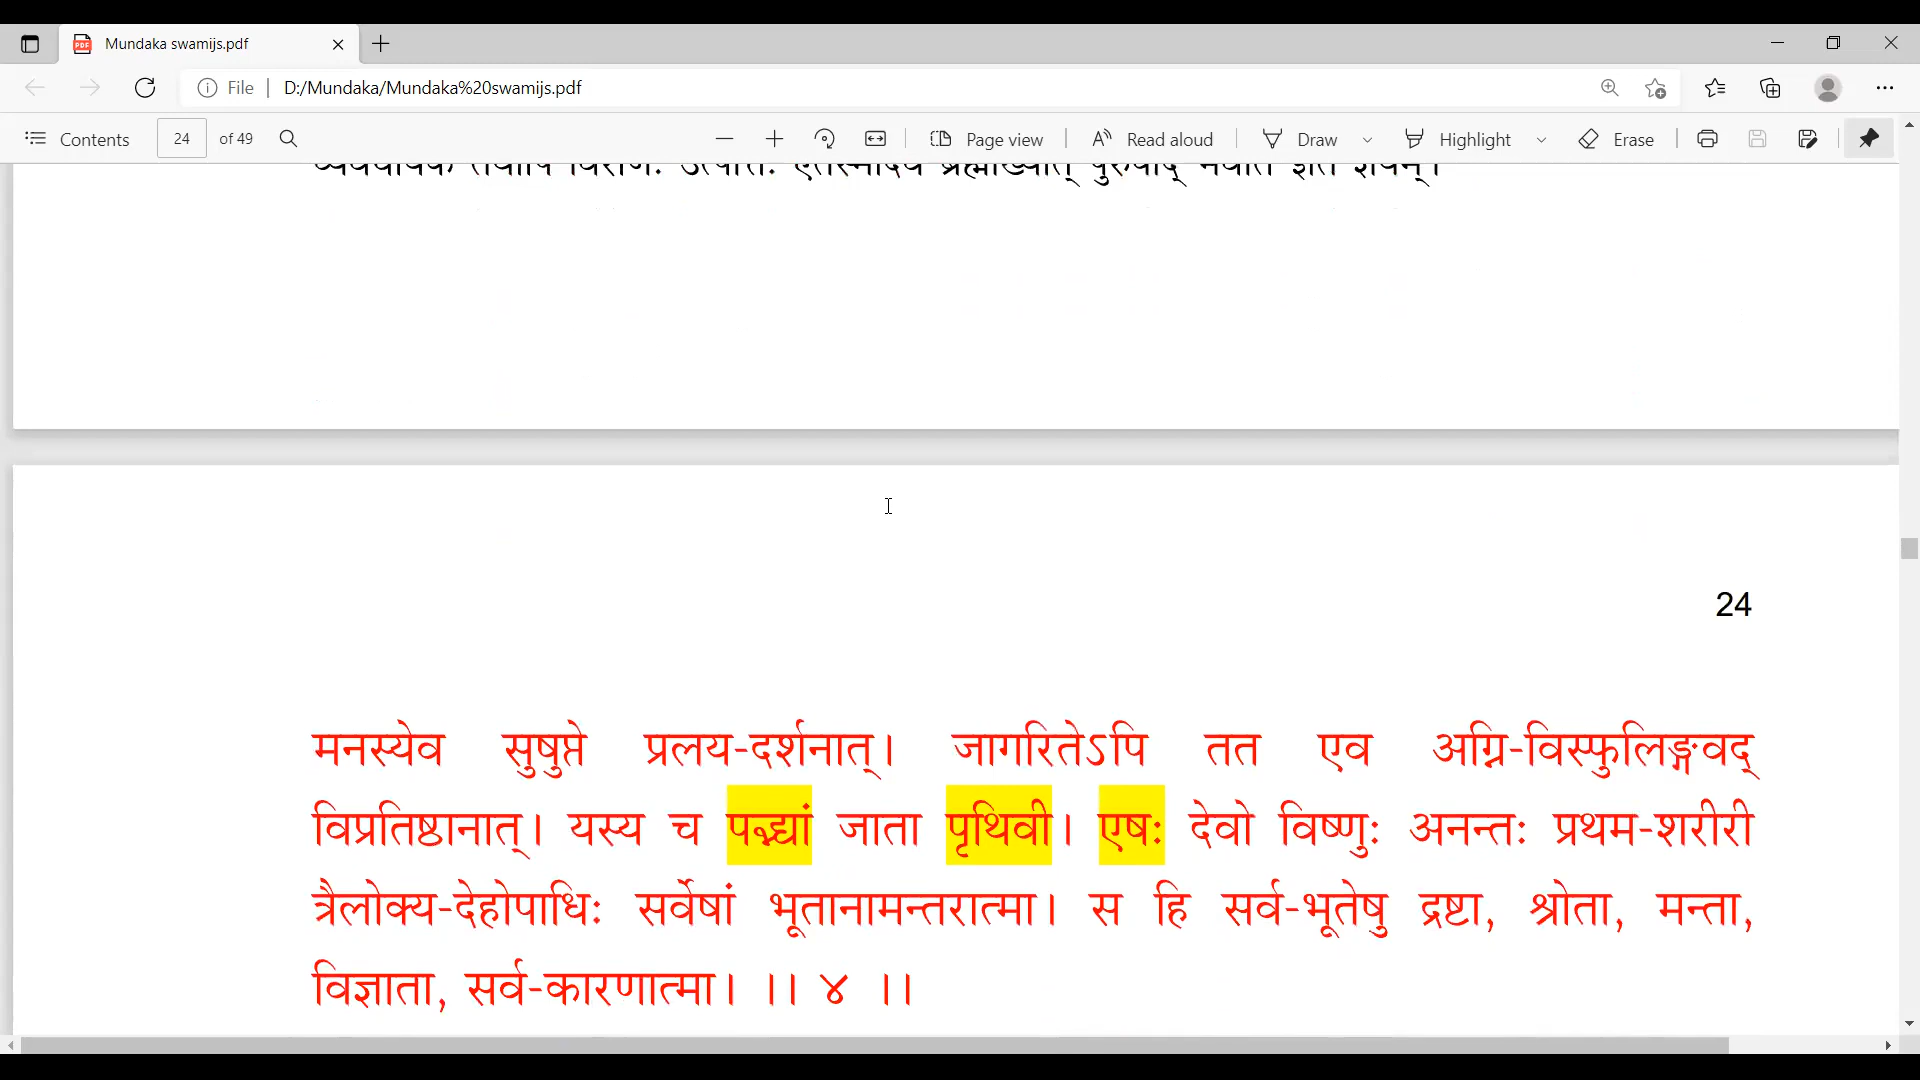 Mundaka swamijs.pdf
File D:/Mundaka/Mundaka%20swamijs.pdf
Contents 24 of 49 Page view Read aloud Draw Highlight Erase
24
मनस्येव सुषुप्ते प्रलय-दर्शनात्। जागरितेऽपि तत एव अग्नि-विस्फुलिङ्गवद्
विप्रतिष्ठानात्। यस्य च पद्भ्यां जाता पृथिवी। एषः देवो विष्णुः अनन्तः प्रथम-शरीरी
त्रैलोक्य-देहोपाधिः सर्वेषां भूतानामन्तरात्मा। स हि सर्व-भूतेषु द्रष्टा, श्रोता, मन्ता,
विज्ञाता, सर्व-कारणात्मा। ।। ४ ।।